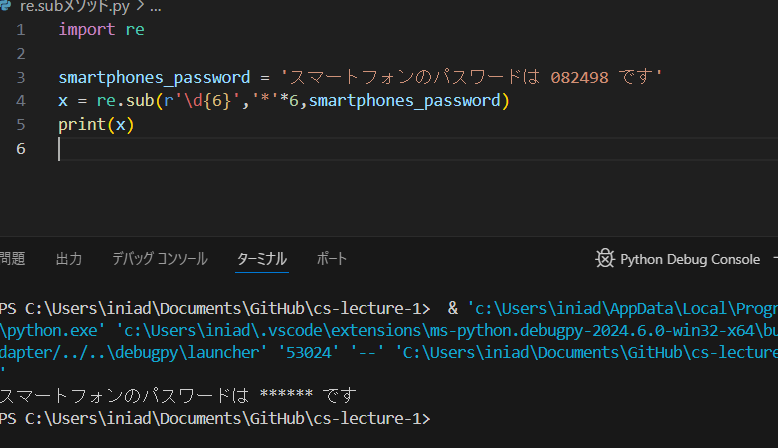 re.subメソッド.py > ...
1 import re
2
3 smartphones_password = 'スマートフォンのパスワードは 082498 です'
4 x = re.sub(r'\d{6}','*'*6,smartphones_password)
5 print(x)
6
問題 出力 デバッグ コンソール ターミナル ポート Python Debug Console
PS C:\Users\iniad\Documents\GitHub\cs-lecture-1> & 'c:\Users\iniad\AppData\Local\Progr
\python.exe' 'c:\Users\iniad\.vscode\extensions\ms-python.debugpy-2024.6.0-win32-x64\bu
dapter/../..\debugpy\launcher' '53024' '--' 'C:\Users\iniad\Documents\GitHub\cs-lecture
'
スマートフォンのパスワードは ****** です
PS C:\Users\iniad\Documents\GitHub\cs-lecture-1>